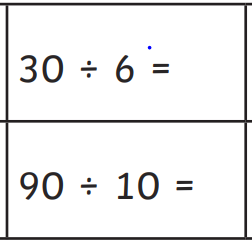 30 ÷ 6 =
90 ÷ 10 =